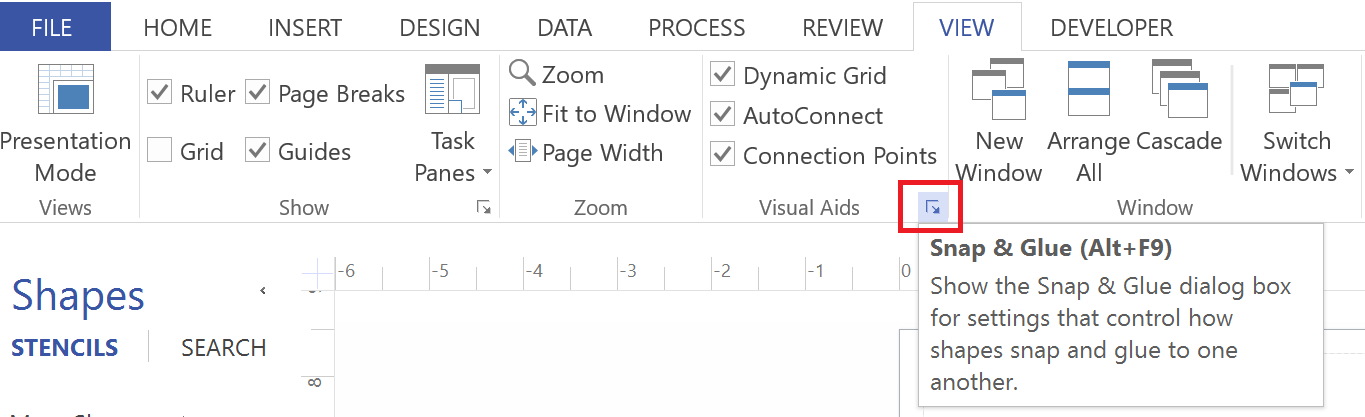 FILE HOME INSERT DESIGN DATA PROCESS REVIEW VIEW DEVELOPER
Presentation
Mode
Views
Ruler Page Breaks
Grid Guides
Task
Panes
Show
Zoom
Fit to Window
Page Width
Zoom
Dynamic Grid
AutoConnect
Connection Points
Visual Aids
New
Window
Arrange
All
Cascade
Switch
Windows
Window
Snap & Glue (Alt+F9)
Show the Snap & Glue dialog box
for settings that control how
shapes snap and glue to one
another.
Shapes
STENCILS SEARCH
-6 -5 -4 -3 -2 -1 0
8